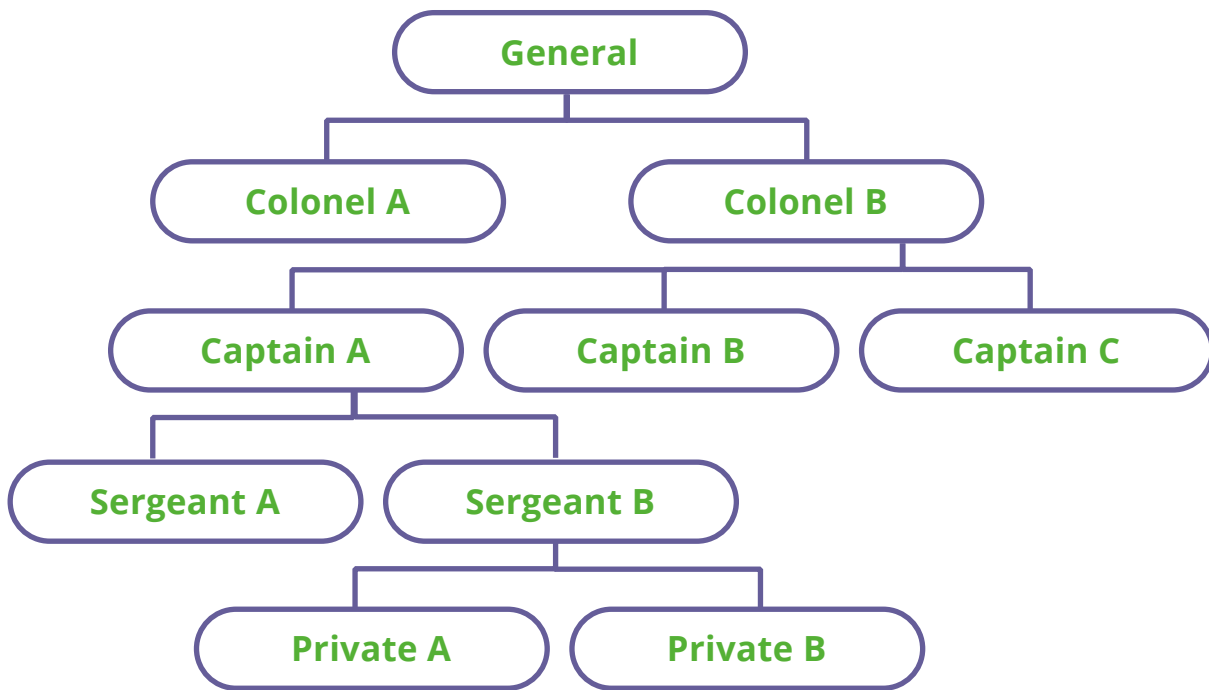 General
Colonel A
Colonel B
Captain A
Captain B
Captain C
Sergeant A
Sergeant B
Private A
Private B